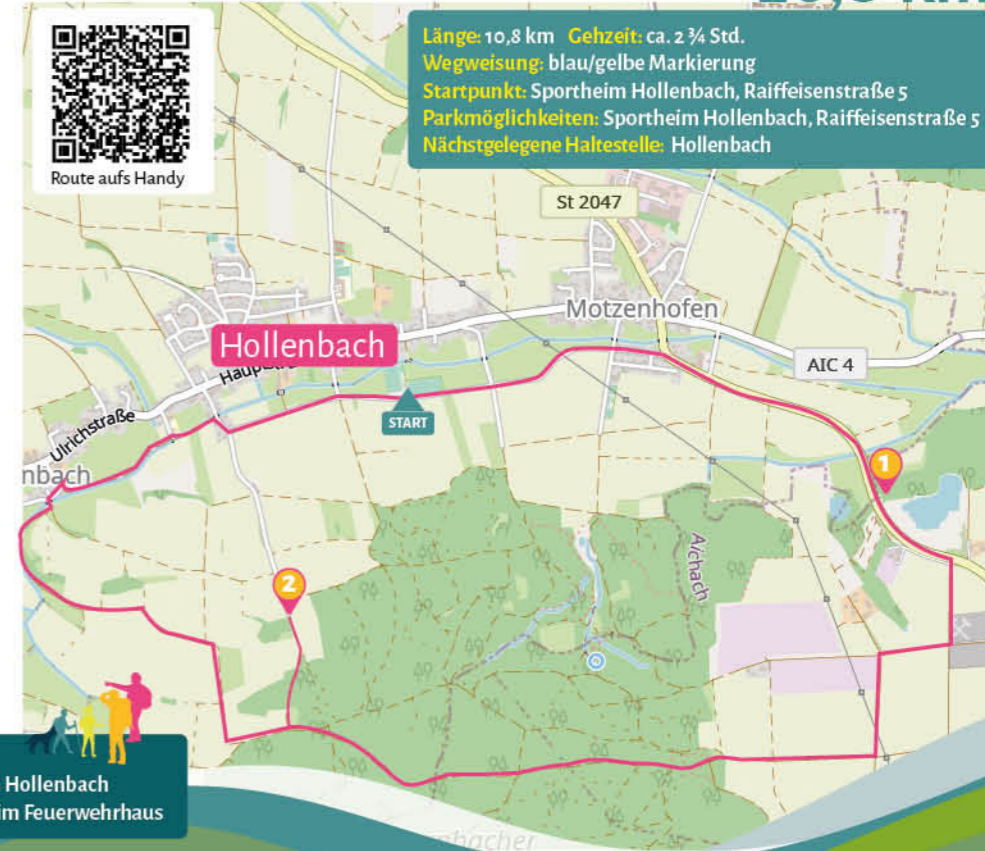 Route aufs Handy
Länge: 10,8 km Gehzeit: ca. 2 ¾ Std.
Wegweisung: blau/gelbe Markierung
Startpunkt: Sportheim Hollenbach, Raiffeisenstraße 5
Parkmöglichkeiten: Sportheim Hollenbach, Raiffeisenstraße 5
Nächstgelegene Haltestelle: Hollenbach
St 2047
Motzenhofen
Hollenbach
AIC 4
START
Ulrichstraße
nbach
1
Aichach
2
Hollenbach
im Feuerwehrhaus